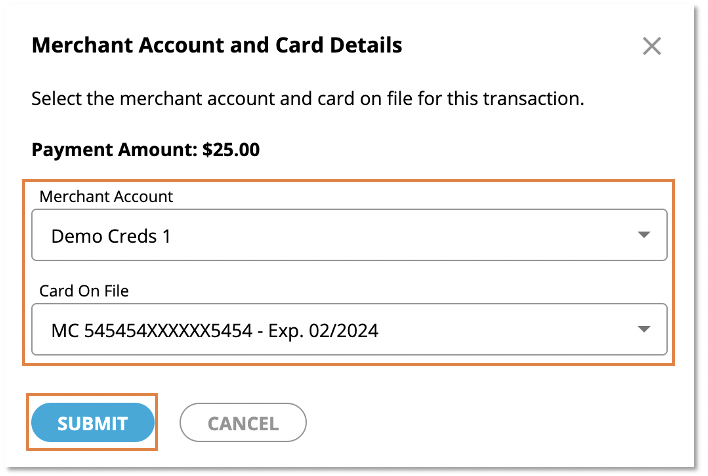 Merchant Account and Card Details
Select the merchant account and card on file for this transaction.
Payment Amount: $25.00
Merchant Account
Demo Creds 1
Card On File
MC 545454XXXXXX5454 - Exp. 02/2024
SUBMIT
CANCEL